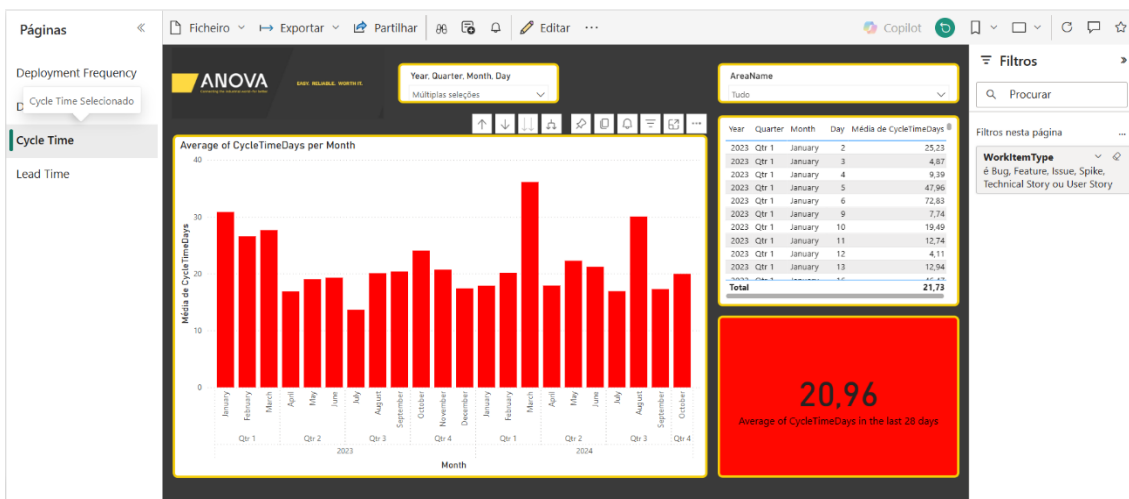 Páginas
Ficheiro
Exportar
Partilhar
Editar
Copilot
Deployment Frequency
D
Cycle Time Selecionado
Cycle Time
Lead Time
ANOVA
EASY. RELIABLE. WORTH IT.
Year, Quarter, Month, Day
Múltiplas seleções
AreaName
Tudo
Filtros
Procurar
Filtros nesta página
WorkItemType
é Bug, Feature, Issue, Spike,
Technical Story ou User Story
Average of CycleTimeDays per Month
Média de CycleTimeDays
40
30
20
10
0
January February March April May June July August September October November December January February March April May June July August September October
Qtr 1 Qtr 2 Qtr 3 Qtr 4 Qtr 1 Qtr 2 Qtr 3 Qtr 4
2023 2024
Month
Year Quarter Month Day Média de CycleTimeDays
2023 Qtr 1 January 2 25,23
2023 Qtr 1 January 3 4,87
2023 Qtr 1 January 4 9,39
2023 Qtr 1 January 5 47,96
2023 Qtr 1 January 6 72,83
2023 Qtr 1 January 9 7,74
2023 Qtr 1 January 10 19,49
2023 Qtr 1 January 11 12,74
2023 Qtr 1 January 12 4,11
2023 Qtr 1 January 13 12,94
Total 21,73
20,96
Average of CycleTimeDays in the last 28 days